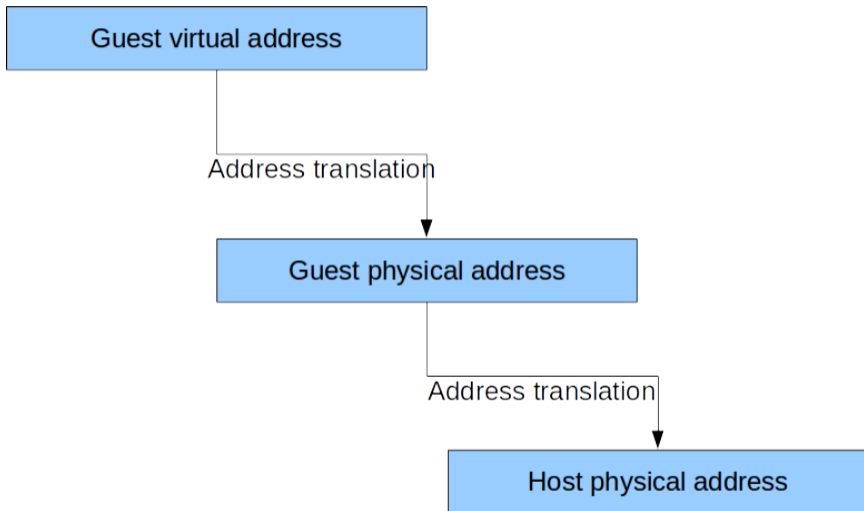 Guest virtual address
Address translation
Guest physical address
Address translation
Host physical address